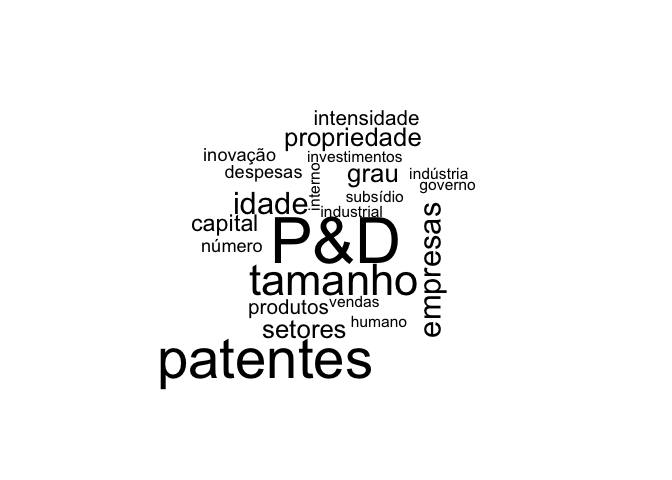 intensidade
propriedade
inovação
investimentos
despesas
interno
grau
indústria
governo
idade
subsídio
industrial
capital
P&D
empresas
número
tamanho
produtos
vendas
setores
humano
patentes